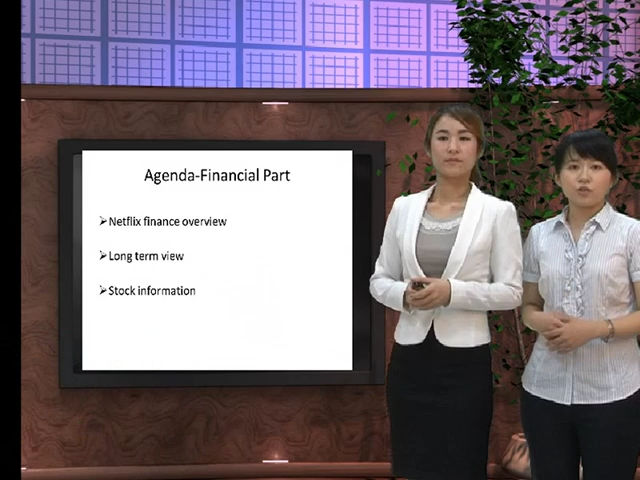 Agenda-Financial Part
➢Netflix finance overview
➢Long term view
➢Stock information